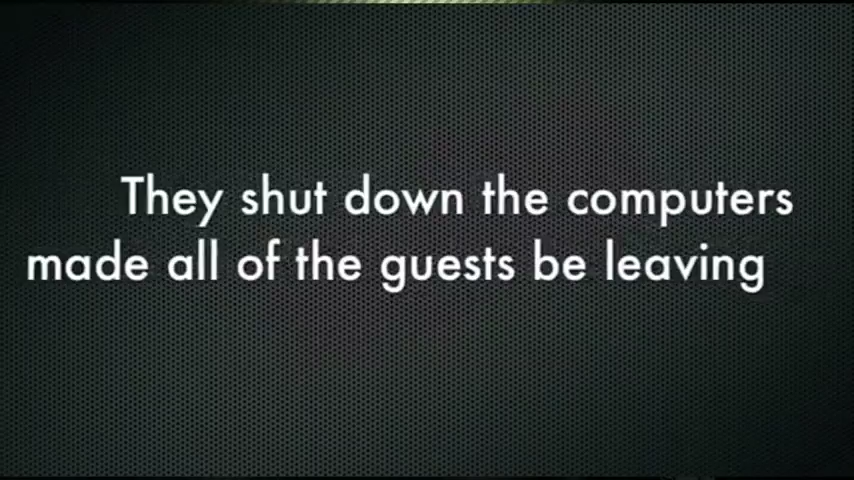 They shut down the computers
made all of the guests be leaving